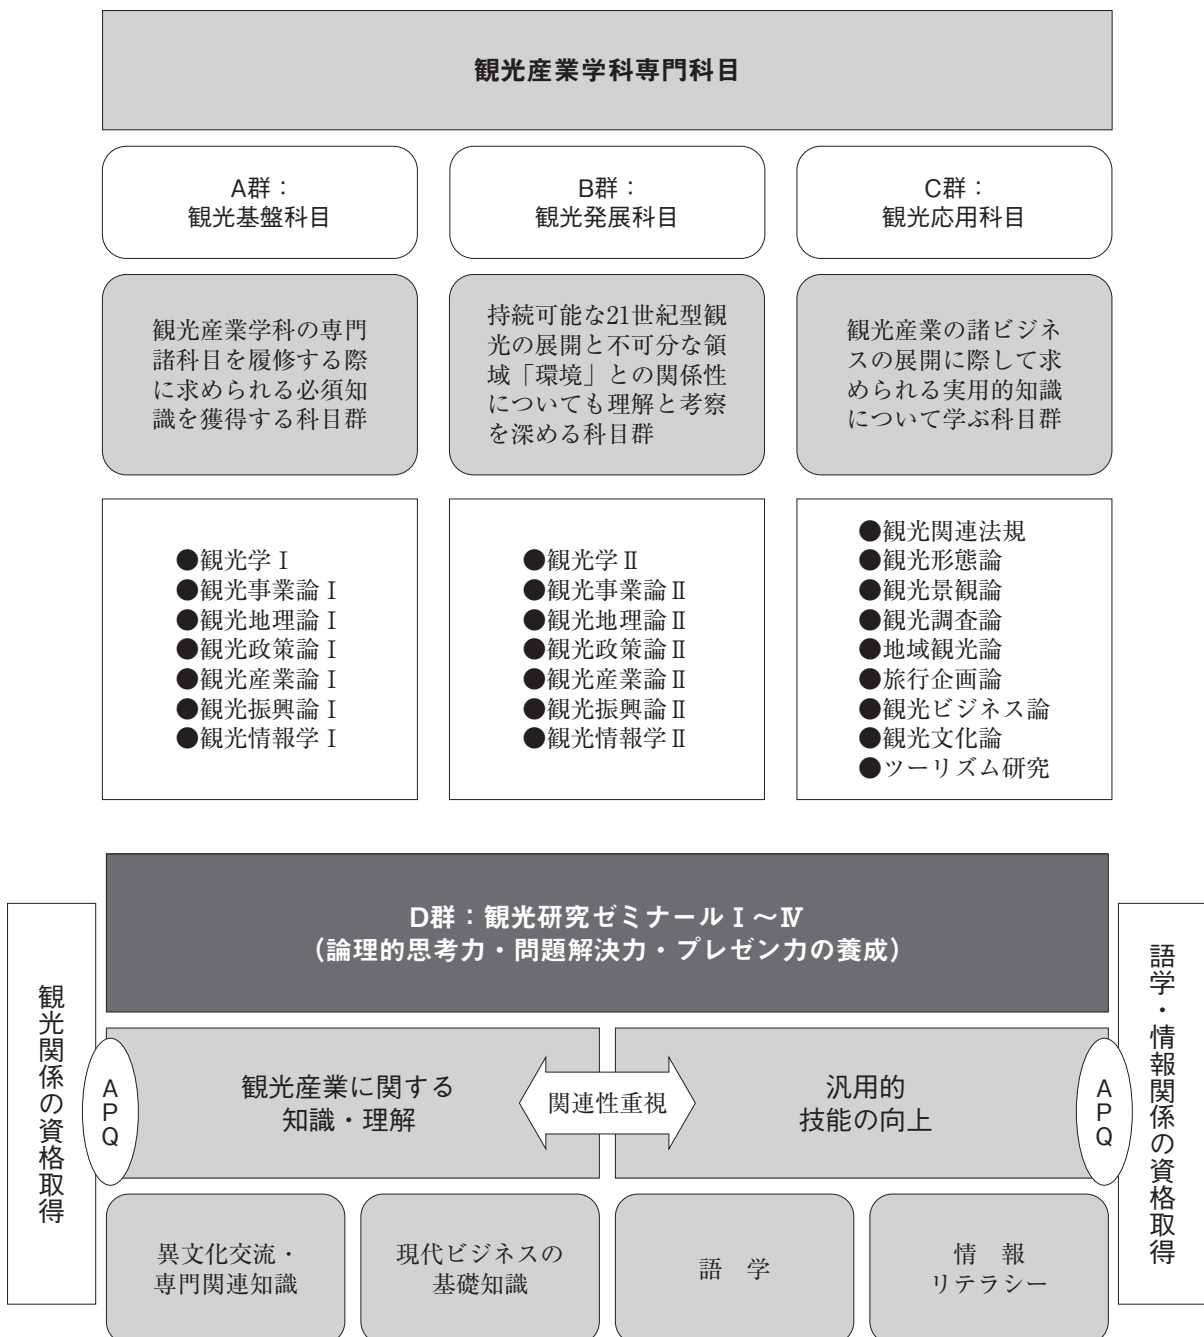 観光産業学科専門科目
A群：
観光基盤科目
B群：
観光発展科目
C群：
観光応用科目
観光産業学科の専門
諸科目を履修する際
に求められる必須知
識を獲得する科目群
持続可能な21世紀型観
光の展開と不可分な領
域「環境」との関係性
についても理解と考察
を深める科目群
観光産業の諸ビジネ
スの展開に際して求
められる実用的知識
について学ぶ科目群
●観光学Ⅰ
●観光事業論Ⅰ
●観光地理論Ⅰ
●観光政策論Ⅰ
●観光産業論Ⅰ
●観光振興論Ⅰ
●観光情報学Ⅰ
●観光学Ⅱ
●観光事業論Ⅱ
●観光地理論Ⅱ
●観光政策論Ⅱ
●観光産業論Ⅱ
●観光振興論Ⅱ
●観光情報学Ⅱ
●観光関連法規
●観光形態論
●観光景観論
●観光調査論
●地域観光論
●旅行企画論
●観光ビジネス論
●観光文化論
●ツーリズム研究
D群：観光研究ゼミナールⅠ～Ⅳ
（論理的思考力・問題解決力・プレゼン力の養成）
観光関係の資格取得
APQ
観光産業に関する
知識・理解
関連性重視
汎用的
技能の向上
APQ
語学・情報関係の資格取得
異文化交流・
専門関連知識
現代ビジネスの
基礎知識
語　学
情　報
リテラシー